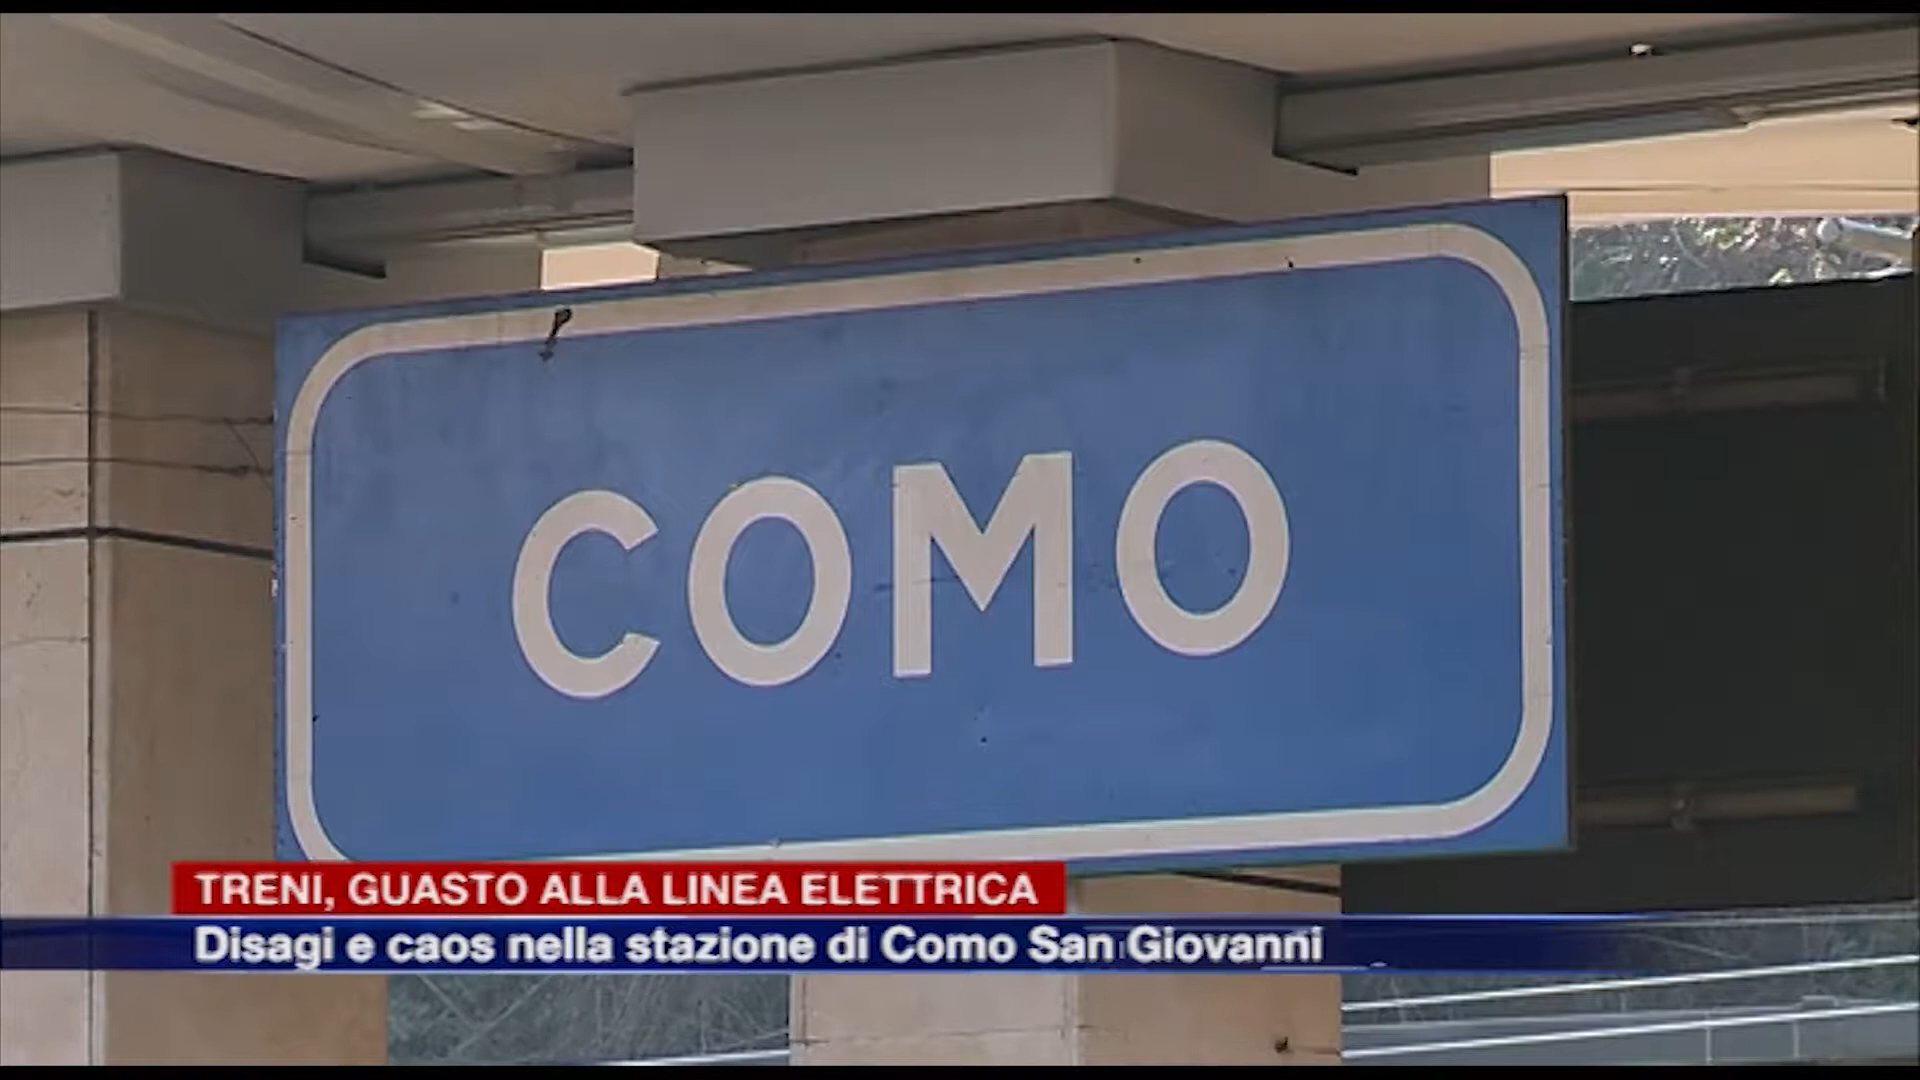 COMO
TRENI, GUASTO ALLA LINEA ELETTRICA
Disagi e caos nella stazione di Como San Giovanni